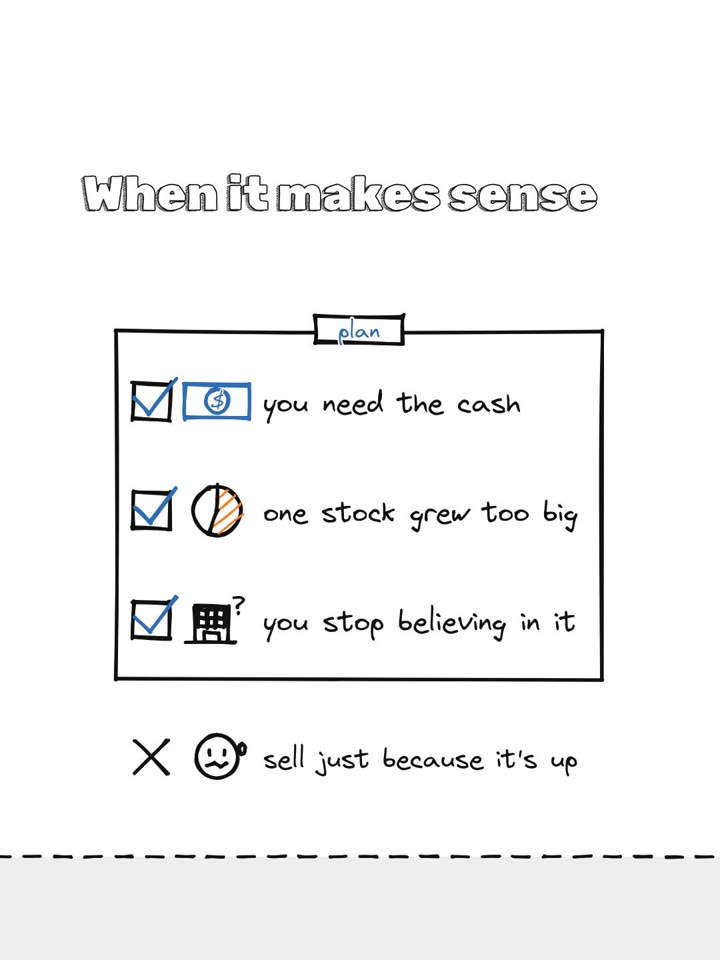 When it makes sense
plan
$ you need the cash
one stock grew too big
? you stop believing in it
sell just because it's up